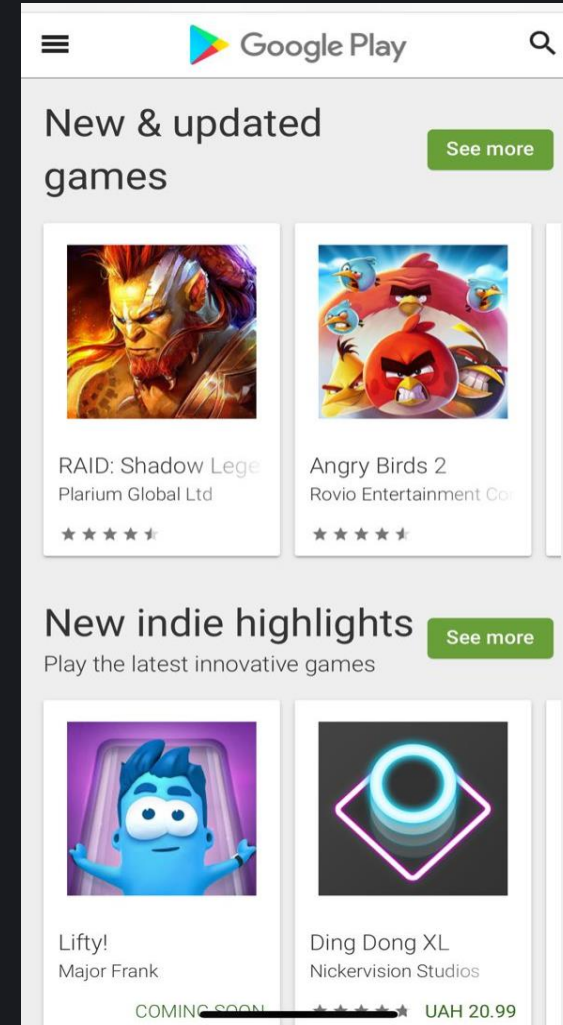 Google Play
New & updated
games
See more
RAID: Shadow Lege
Plarium Global Ltd
Angry Birds 2
Rovio Entertainment Co
New indie highlights
See more
Play the latest innovative games
Lifty!
Major Frank
COMING SOON
Ding Dong XL
Nickervision Studios
UAH 20.99